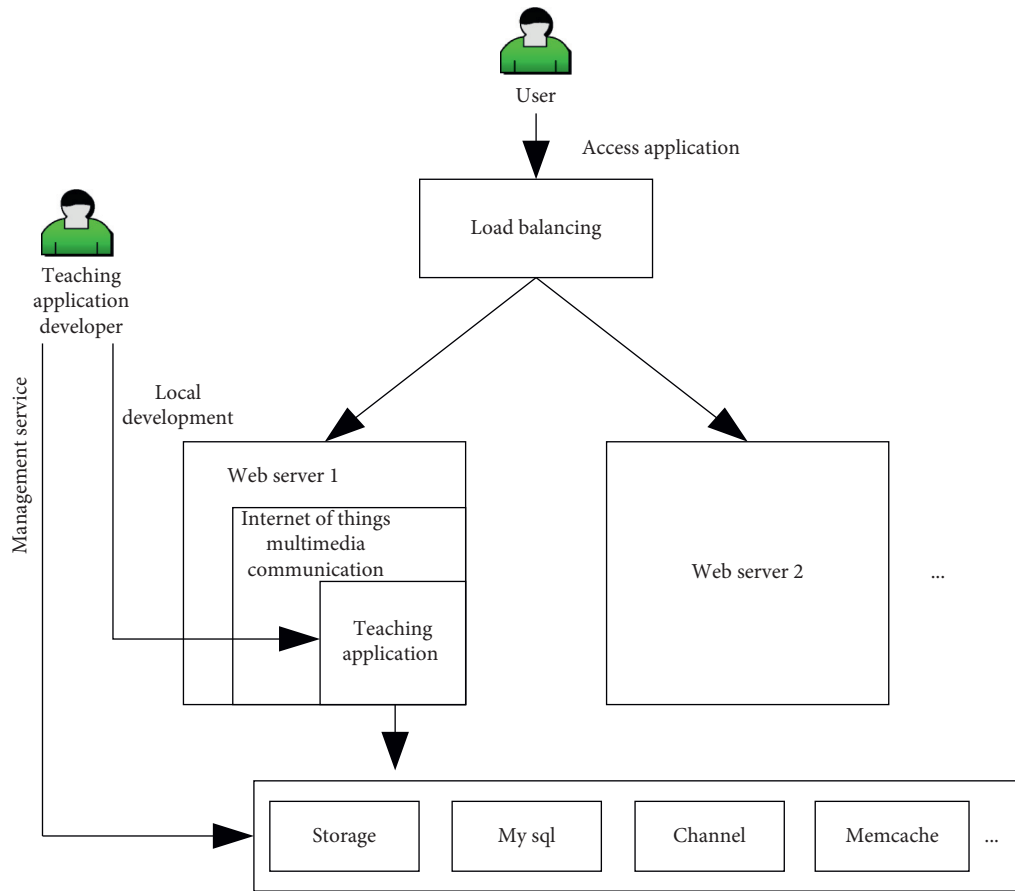 User
Access application
Load balancing
Teaching
application
developer
Management service
Local
development
Web server 1
Internet of things
multimedia
communication
Teaching
application
Web server 2
...
Storage
My sql
Channel
Memcache
...